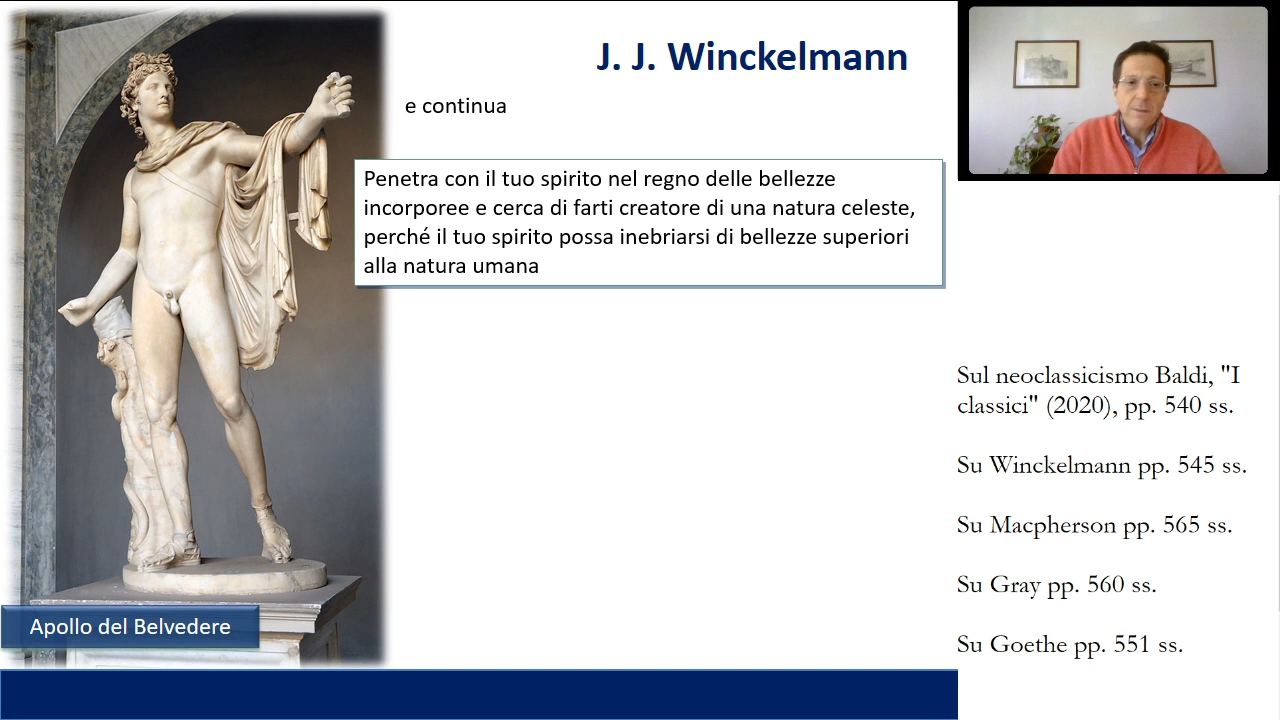 J. J. Winckelmann
e continua
Penetra con il tuo spirito nel regno delle bellezze
incorporee e cerca di farti creatore di una natura celeste,
perché il tuo spirito possa inebriarsi di bellezze superiori
alla natura umana
Apollo del Belvedere
Sul neoclassicismo Baldi, "I
classici" (2020), pp. 540 ss.
Su Winckelmann pp. 545 ss.
Su Macpherson pp. 565 ss.
Su Gray pp. 560 ss.
Su Goethe pp. 551 ss.